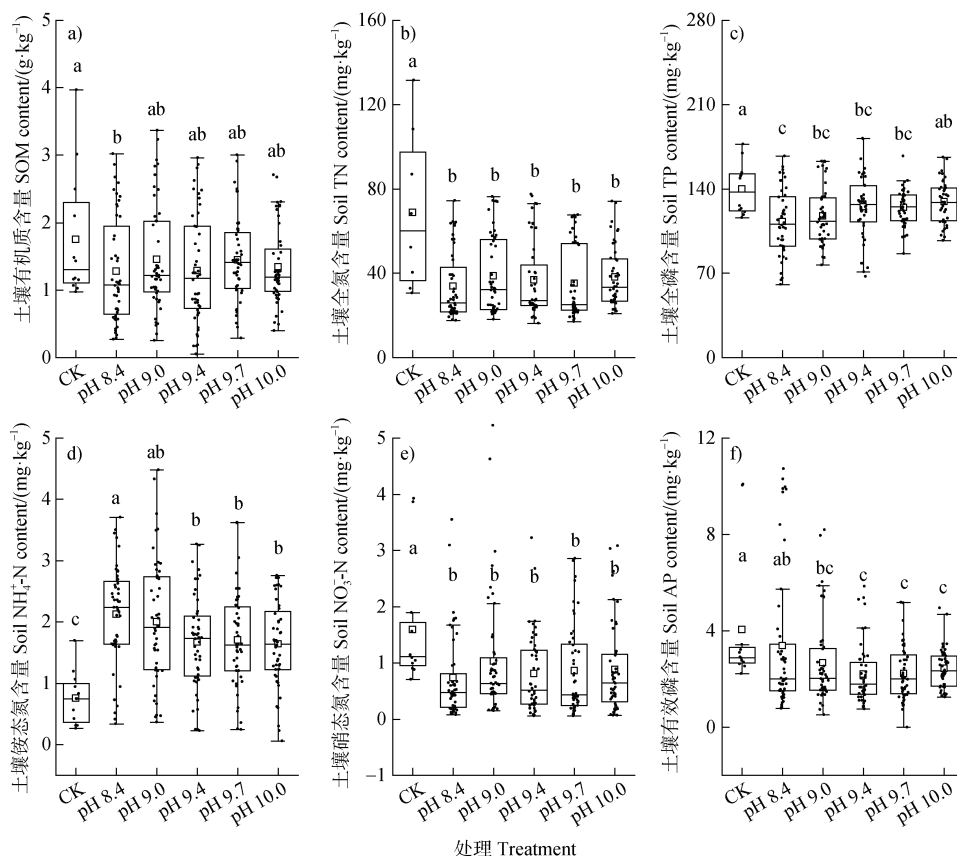 a)
土壤有机质含量 SOM content/(g·kg⁻¹)
5
4
3
2
1
0
a
b
ab
ab
ab
ab
CK
pH 8.4
pH 9.0
pH 9.4
pH 9.7
pH 10.0
b)
土壤全氮含量 Soil TN content/(mg·kg⁻¹)
160
120
80
40
0
a
b
b
b
b
b
CK
pH 8.4
pH 9.0
pH 9.4
pH 9.7
pH 10.0
c)
土壤全磷含量 Soil TP content/(mg·kg⁻¹)
280
210
140
70
0
a
c
bc
bc
bc
ab
CK
pH 8.4
pH 9.0
pH 9.4
pH 9.7
pH 10.0
d)
土壤铵态氮含量 Soil NH₄⁺-N content/(mg·kg⁻¹)
5
4
3
2
1
0
c
a
ab
b
b
b
CK
pH 8.4
pH 9.0
pH 9.4
pH 9.7
pH 10.0
e)
土壤硝态氮含量 Soil NO₃⁻-N content/(mg·kg⁻¹)
5
4
3
2
1
0
−1
a
b
b
b
b
b
CK
pH 8.4
pH 9.0
pH 9.4
pH 9.7
pH 10.0
f)
土壤有效磷含量 Soil AP content/(mg·kg⁻¹)
12
8
4
0
a
ab
bc
c
c
c
CK
pH 8.4
pH 9.0
pH 9.4
pH 9.7
pH 10.0
处理 Treatment